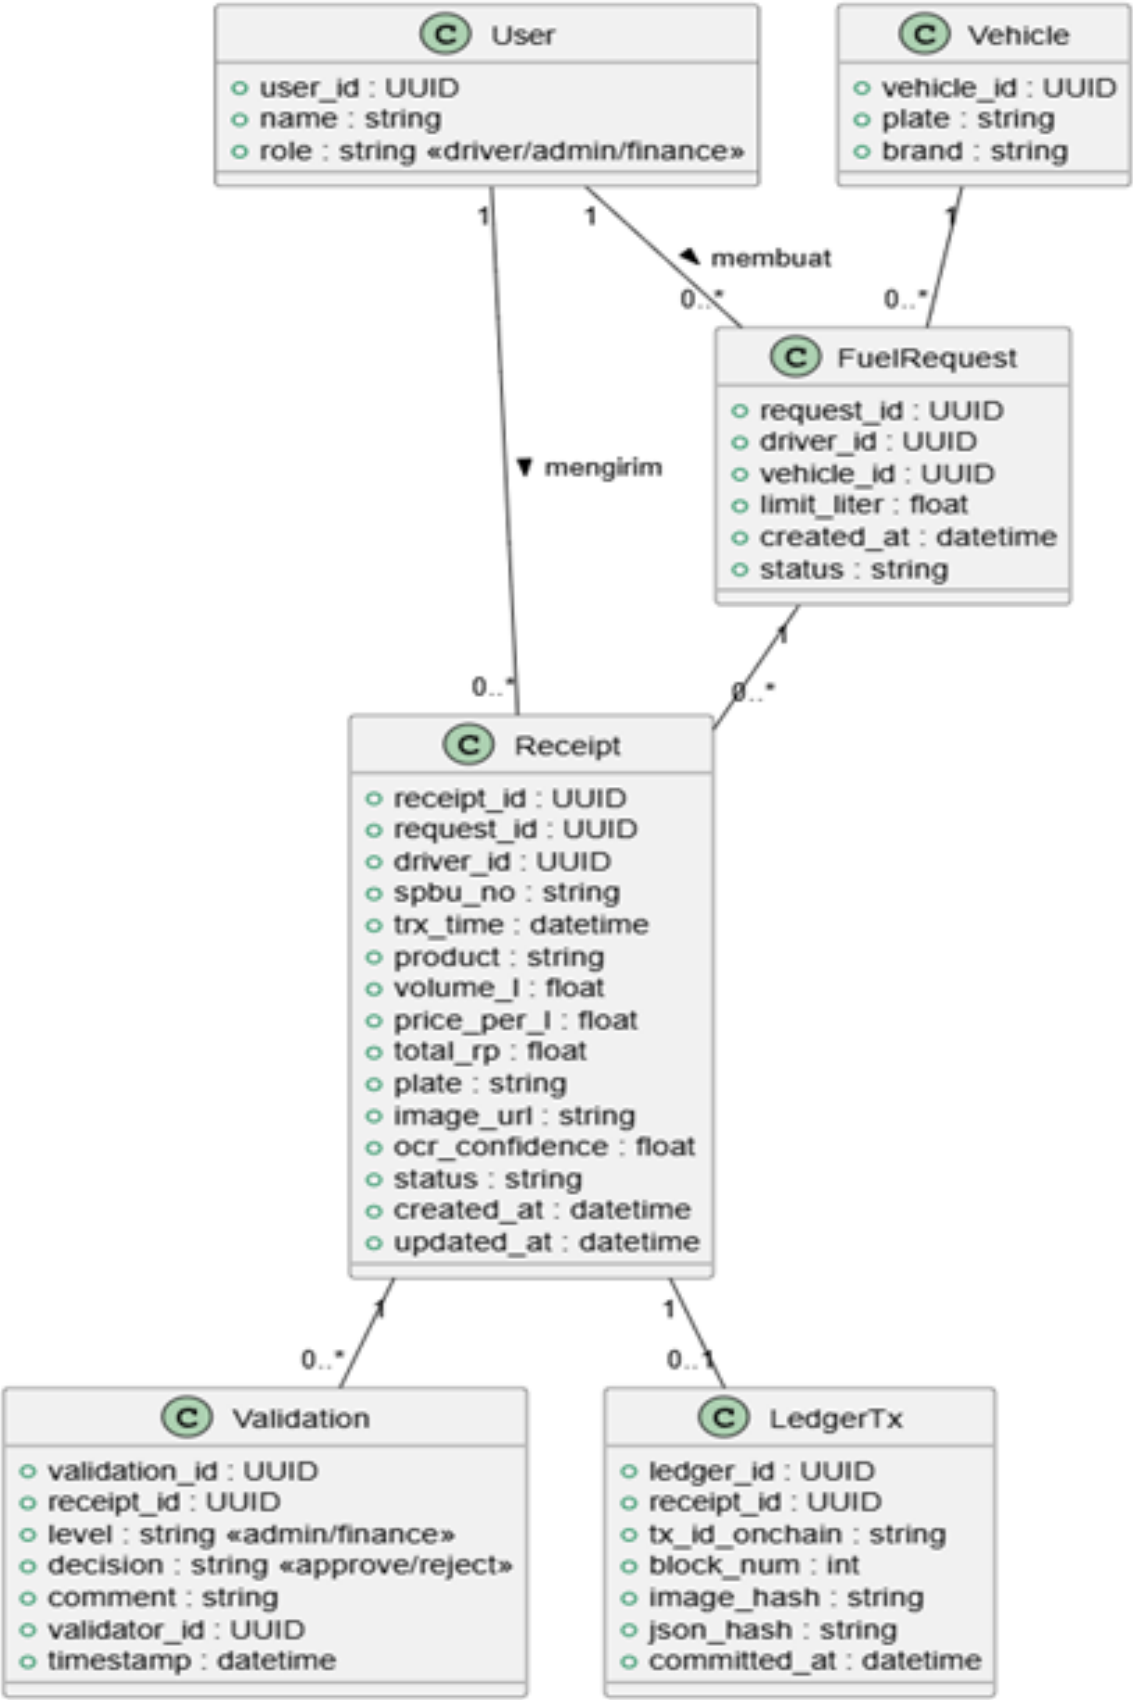 C User
user_id : UUID
name : string
role : string «driver/admin/finance»
C Vehicle
vehicle_id : UUID
plate : string
brand : string
1
1
1
membuat
0..*
0..*
C FuelRequest
request_id : UUID
driver_id : UUID
vehicle_id : UUID
limit_liter : float
created_at : datetime
status : string
mengirim
1
0..*
0..*
C Receipt
receipt_id : UUID
request_id : UUID
driver_id : UUID
spbu_no : string
trx_time : datetime
product : string
volume_l : float
price_per_l : float
total_rp : float
plate : string
image_url : string
ocr_confidence : float
status : string
created_at : datetime
updated_at : datetime
1
1
0..*
0..1
C Validation
validation_id : UUID
receipt_id : UUID
level : string «admin/finance»
decision : string «approve/reject»
comment : string
validator_id : UUID
timestamp : datetime
C LedgerTx
ledger_id : UUID
receipt_id : UUID
tx_id_onchain : string
block_num : int
image_hash : string
json_hash : string
committed_at : datetime